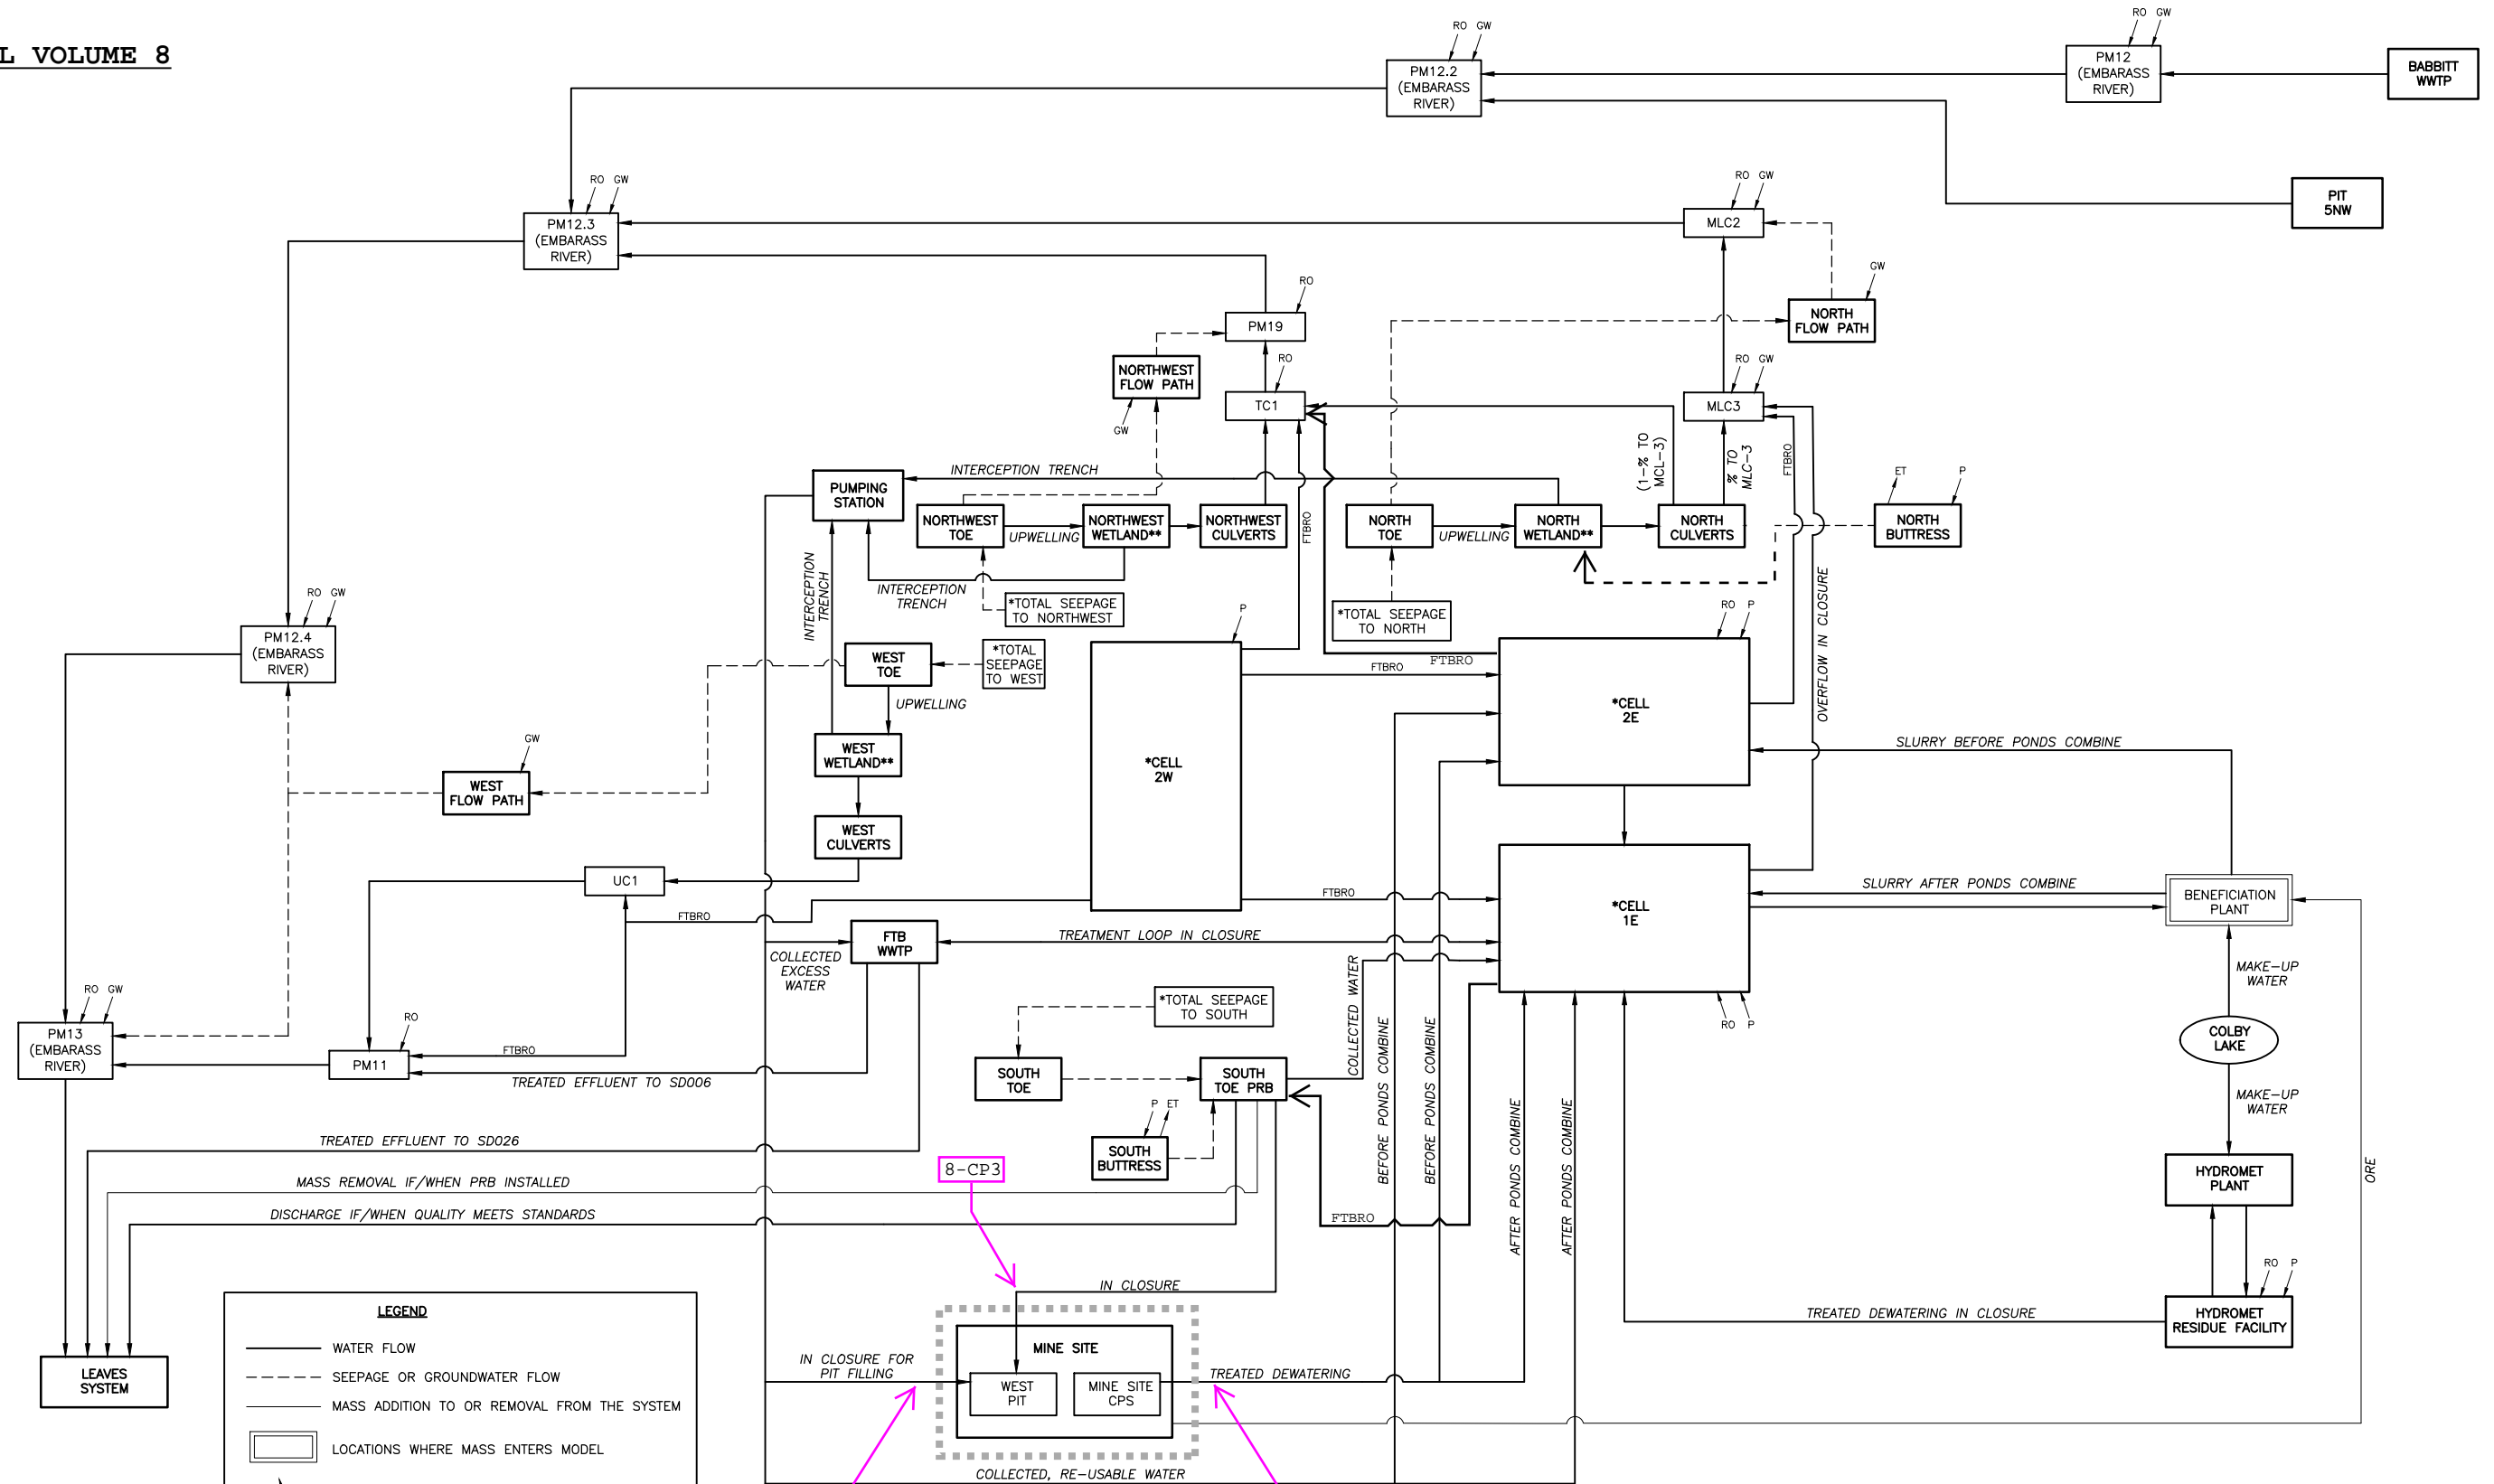 L VOLUME 8
RO GW
PM12.2
(EMBARASS
RIVER)
RO GW
PM12
(EMBARASS
RIVER)
BABBITT
WWTP
PIT
5NW
RO GW
PM12.3
(EMBARASS
RIVER)
RO GW
MLC2
GW
NORTH
FLOW PATH
RO
PM19
NORTHWEST
FLOW PATH
GW
RO
TC1
RO GW
MLC3
INTERCEPTION TRENCH
(1-% TO
MCL-3)
% TO
MLC-3
FTBRO
PUMPING
STATION
NORTHWEST
TOE
UPWELLING
NORTHWEST
WETLAND**
NORTHWEST
CULVERTS
FTBRO
NORTH
TOE
UPWELLING
NORTH
WETLAND**
NORTH
CULVERTS
ET P
NORTH
BUTTRESS
INTERCEPTION
TRENCH
INTERCEPTION
TRENCH
*TOTAL SEEPAGE
TO NORTHWEST
*TOTAL SEEPAGE
TO NORTH
RO GW
PM12.4
(EMBARASS
RIVER)
WEST
TOE
*TOTAL
SEEPAGE
TO WEST
UPWELLING
P
*CELL
2W
FTBRO
FTBRO
RO P
*CELL
2E
OVERFLOW IN CLOSURE
SLURRY BEFORE PONDS COMBINE
GW
WEST
FLOW PATH
WEST
WETLAND**
WEST
CULVERTS
UC1
FTBRO
FTBRO
*CELL
1E
RO P
SLURRY AFTER PONDS COMBINE
BENEFICIATION
PLANT
FTB
WWTP
TREATMENT LOOP IN CLOSURE
COLLECTED
EXCESS
WATER
MAKE-UP
WATER
COLBY
LAKE
MAKE-UP
WATER
RO GW
PM13
(EMBARASS
RIVER)
RO
PM11
FTBRO
TREATED EFFLUENT TO SD006
*TOTAL SEEPAGE
TO SOUTH
SOUTH
TOE
SOUTH
TOE PRB
COLLECTED WATER
BEFORE PONDS COMBINE
BEFORE PONDS COMBINE
AFTER PONDS COMBINE
AFTER PONDS COMBINE
P ET
SOUTH
BUTTRESS
TREATED EFFLUENT TO SD026
8-CP3
MASS REMOVAL IF/WHEN PRB INSTALLED
DISCHARGE IF/WHEN QUALITY MEETS STANDARDS
FTBRO
HYDROMET
PLANT
ORE
RO P
HYDROMET
RESIDUE FACILITY
TREATED DEWATERING IN CLOSURE
IN CLOSURE
MINE SITE
WEST
PIT
MINE SITE
CPS
IN CLOSURE FOR
PIT FILLING
TREATED DEWATERING
COLLECTED, RE-USABLE WATER
LEAVES
SYSTEM
LEGEND
WATER FLOW
SEEPAGE OR GROUNDWATER FLOW
MASS ADDITION TO OR REMOVAL FROM THE SYSTEM
LOCATIONS WHERE MASS ENTERS MODEL